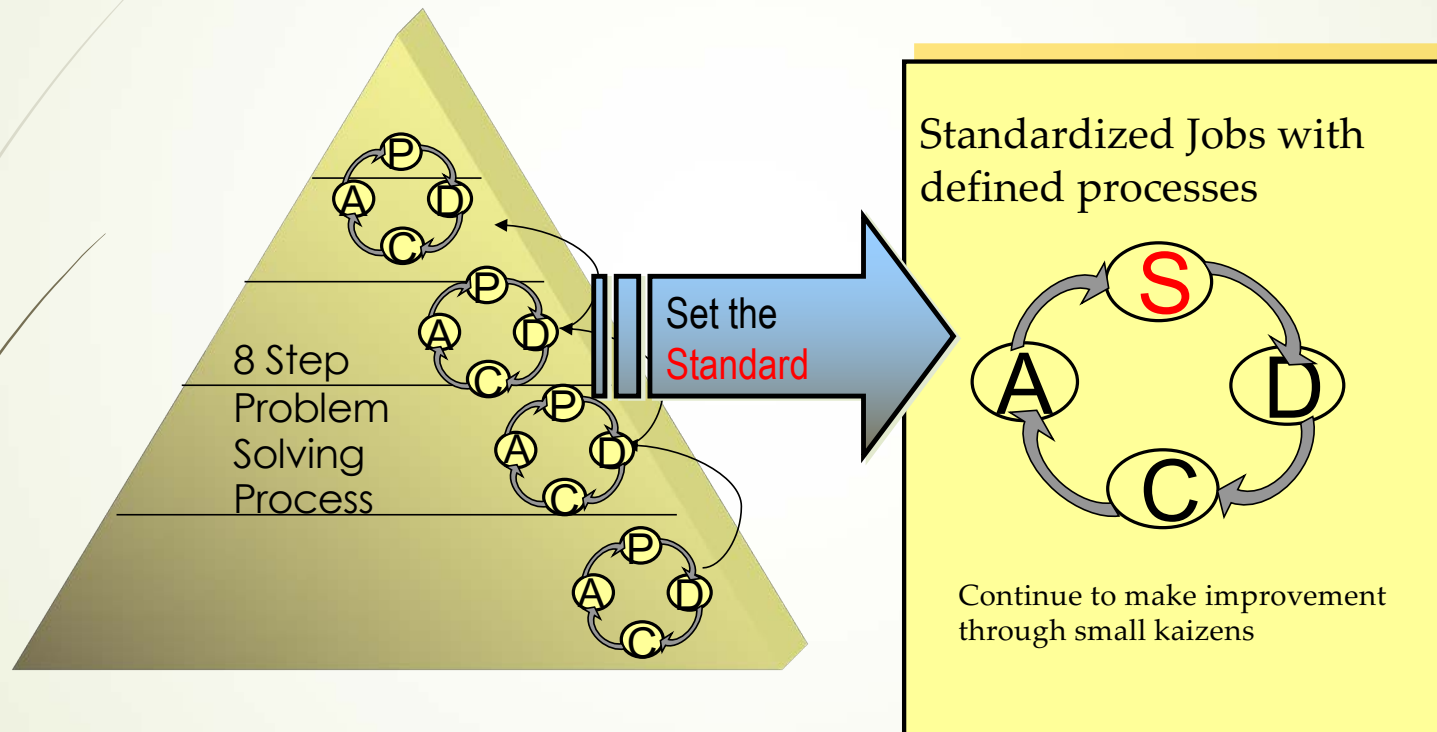 P
A
D
C
P
A
D
C
8 Step
Problem
Solving
Process
P
A
D
C
P
A
D
C
Set the
Standard
Standardized Jobs with
defined processes
S
A
D
C
Continue to make improvement
through small kaizens